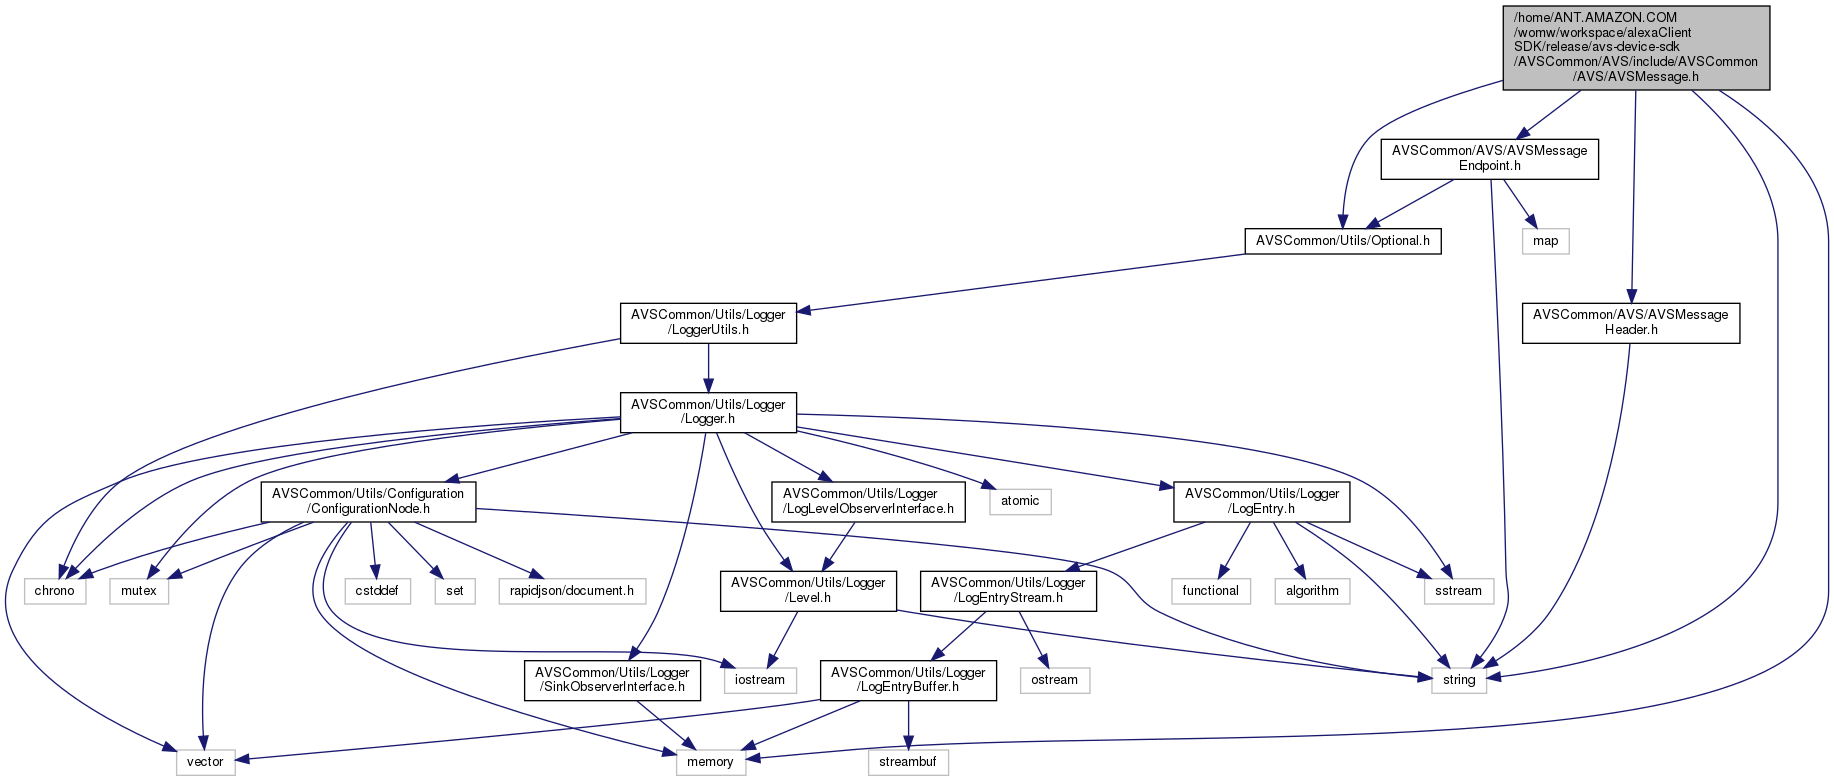 /home/ANT.AMAZON.COM
/womw/workspace/alexaClient
SDK/release/avs-device-sdk
/AVSCommon/AVS/include/AVSCommon
/AVS/AVSMessage.h
AVSCommon/AVS/AVSMessage
Endpoint.h
AVSCommon/Utils/Optional.h
map
AVSCommon/Utils/Logger
/LoggerUtils.h
AVSCommon/AVS/AVSMessage
Header.h
AVSCommon/Utils/Logger
/Logger.h
AVSCommon/Utils/Configuration
/ConfigurationNode.h
AVSCommon/Utils/Logger
/LogLevelObserverInterface.h
atomic
AVSCommon/Utils/Logger
/LogEntry.h
chrono
mutex
cstddef
set
rapidjson/document.h
AVSCommon/Utils/Logger
/Level.h
AVSCommon/Utils/Logger
/LogEntryStream.h
functional
algorithm
sstream
AVSCommon/Utils/Logger
/SinkObserverInterface.h
iostream
AVSCommon/Utils/Logger
/LogEntryBuffer.h
ostream
string
vector
memory
streambuf